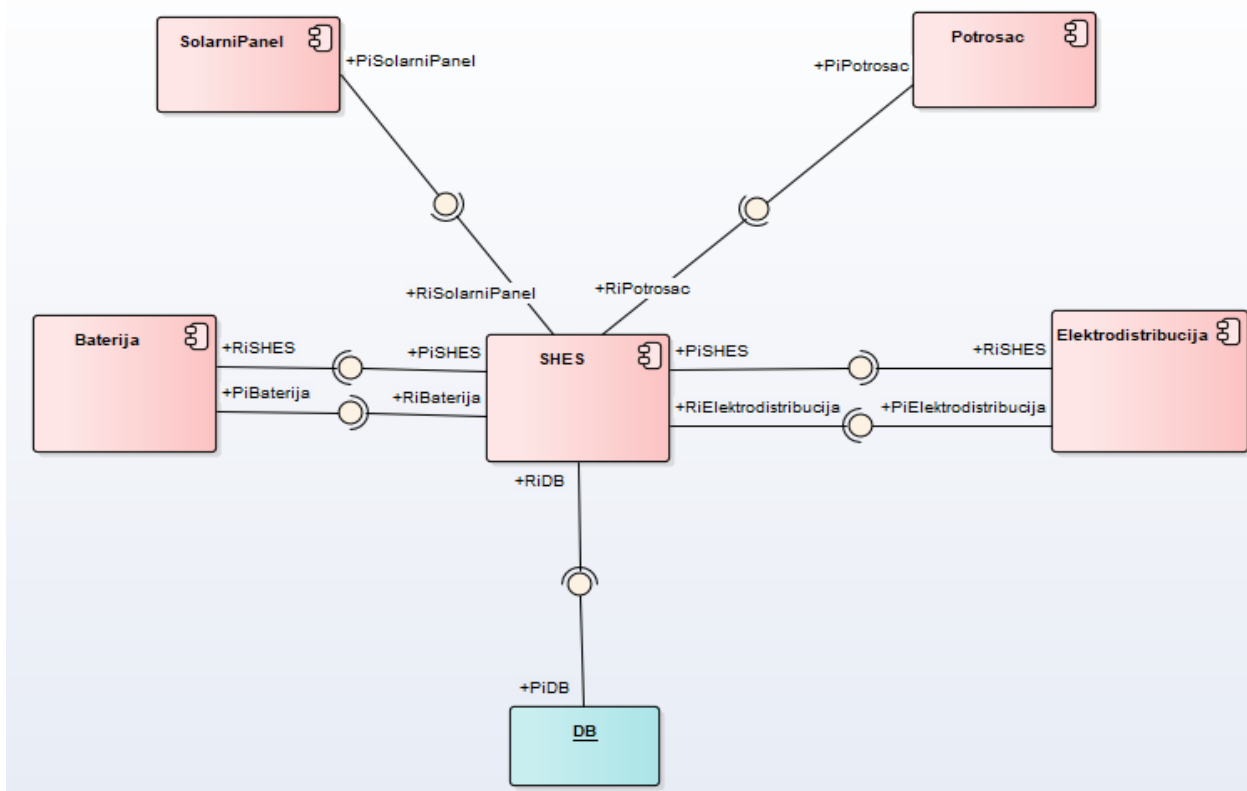 SolarniPanel
Potrosac
+PiSolarniPanel
+PiPotrosac
+RiSolarniPanel
+RiPotrosac
Baterija
SHES
Elektrodistribucija
+RiSHES
+PiSHES
+PiSHES
+RiSHES
+PiBaterija
+RiBaterija
+RiElektrodistribucija
+PiElektrodistribucija
+RiDB
+PiDB
DB